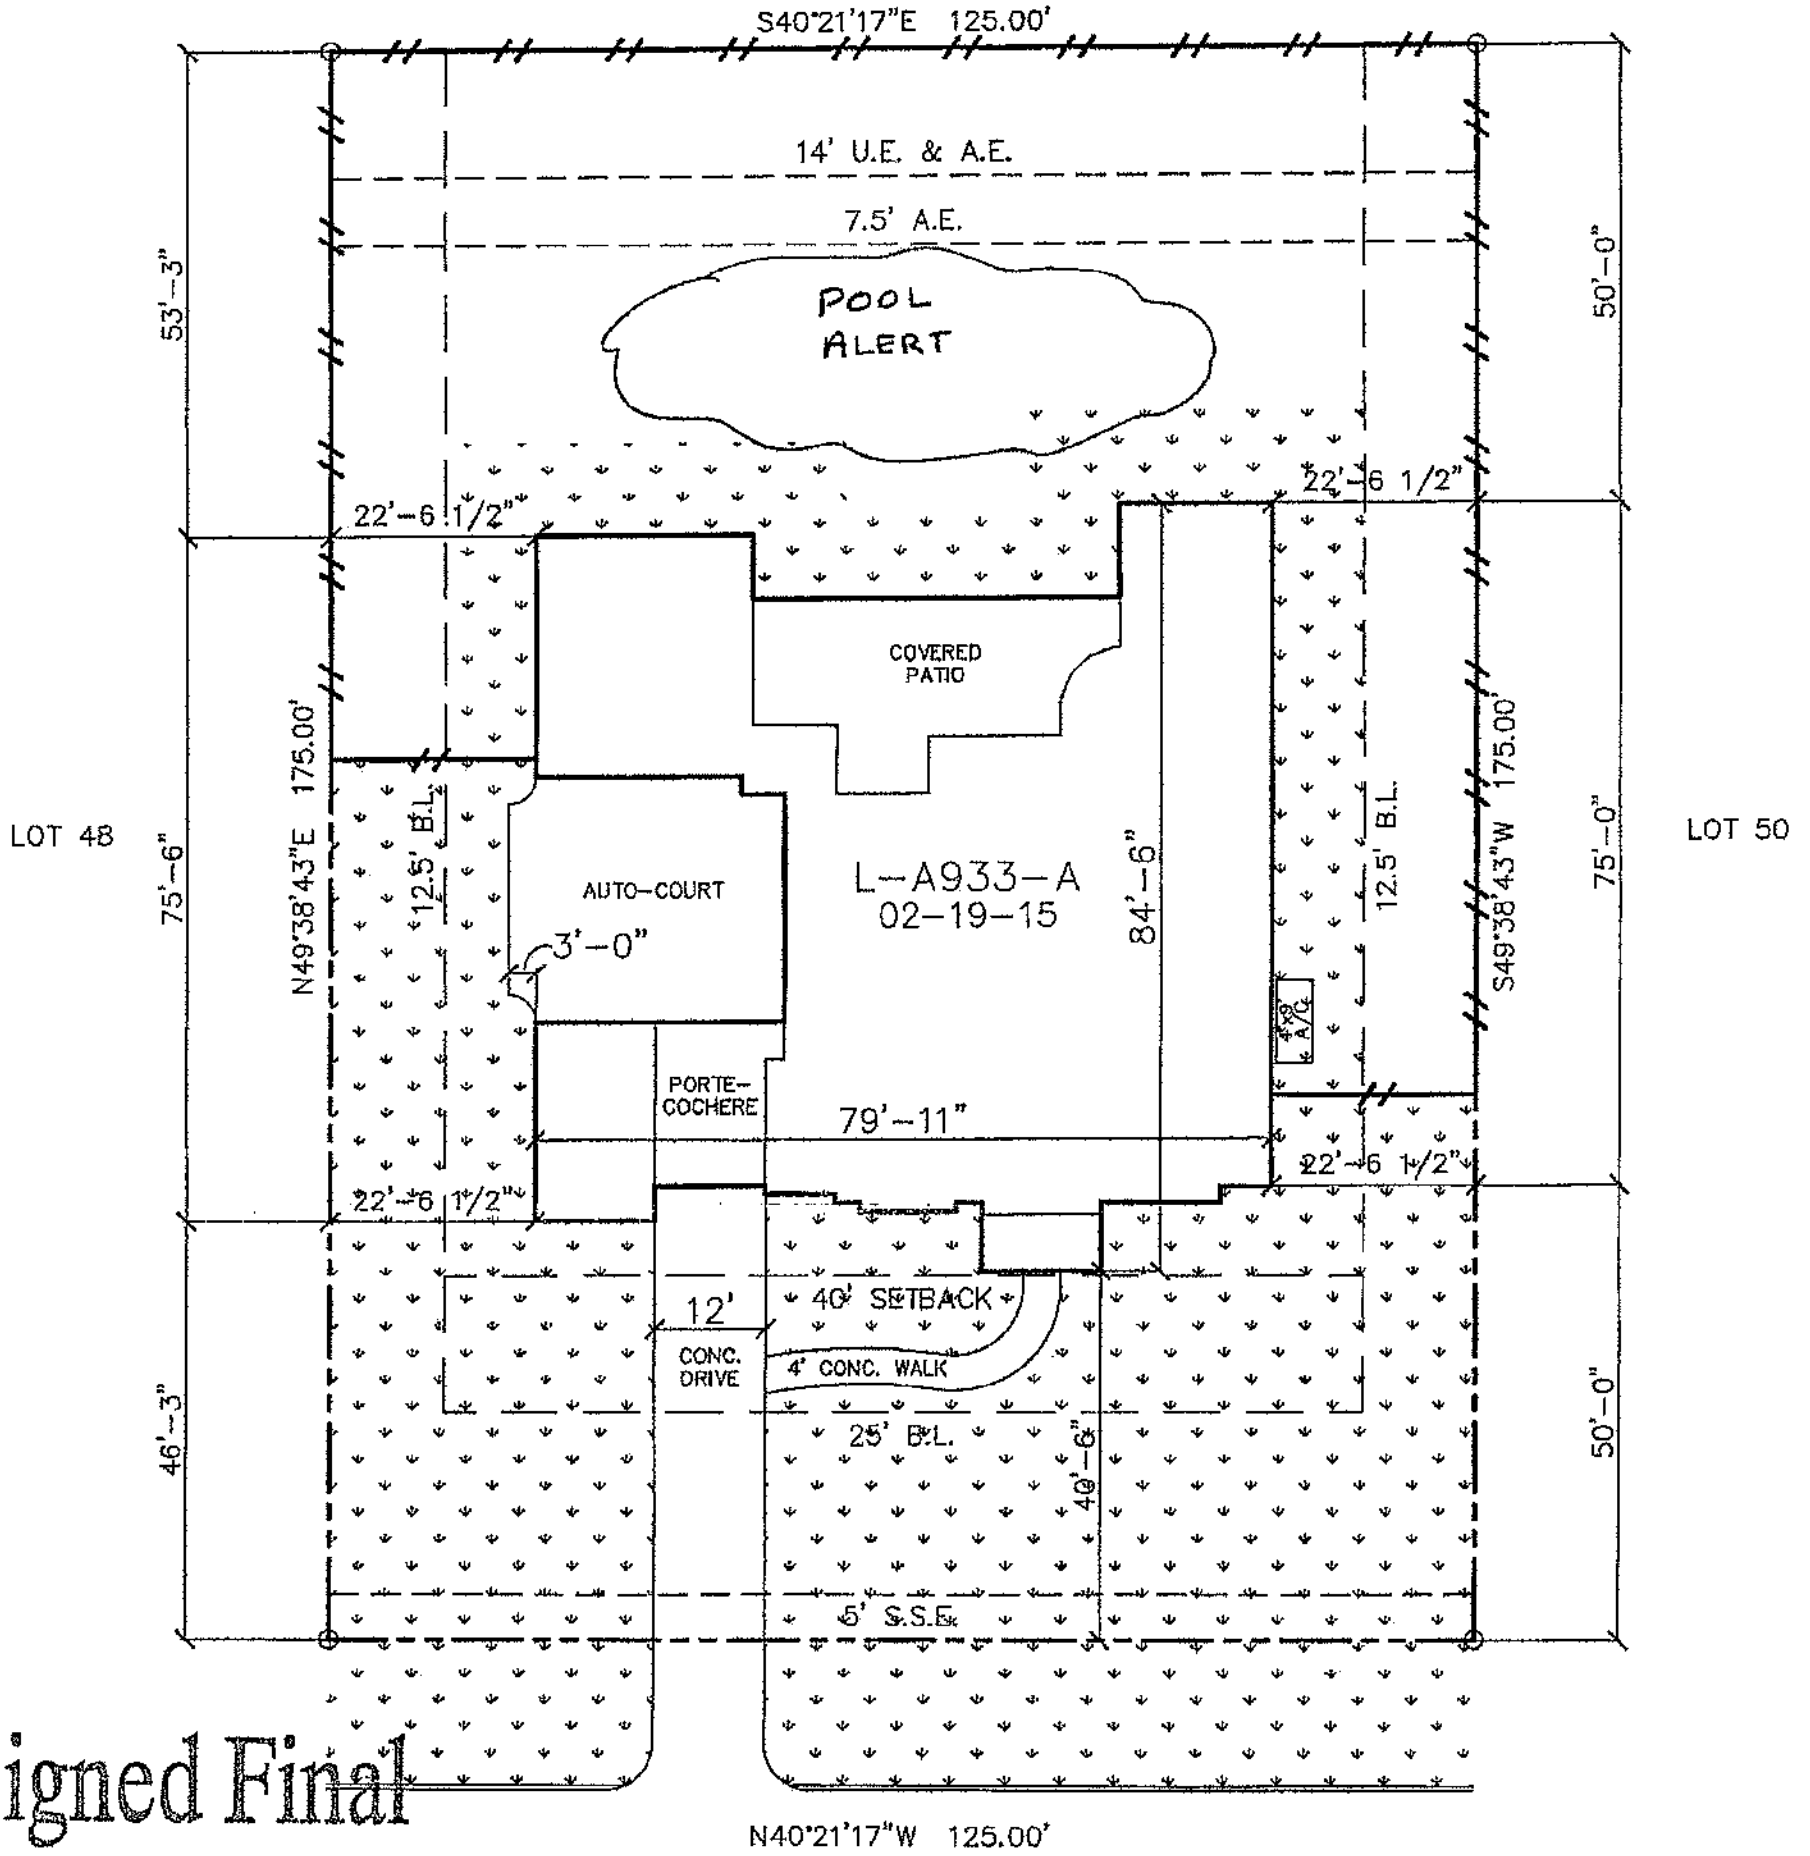 S40°21'17"E 125.00'
14' U.E. & A.E.
7.5' A.E.
53'-3"
50'-0"
POOL
ALERT
22'-6 1/2"
22'-6 1/2"
COVERED
PATIO
N49°38'43"E 175.00'
S49°38'43"W 175.00'
12.5' B.L.
12.5' B.L.
LOT 48
LOT 50
75'-6"
75'-0"
84'-6"
AUTO-COURT
L-A933-A
02-19-15
3'-0"
4'x9'
A/C
PORTE-
COCHERE
79'-11"
22'-6 1/2"
22'-6 1/2"
40' SETBACK
12'
CONC.
DRIVE
4' CONC. WALK
25' B.L.
46'-3"
40'-6"
50'-0"
5' S.S.E.
igned Final
N40°21'17"W 125.00'